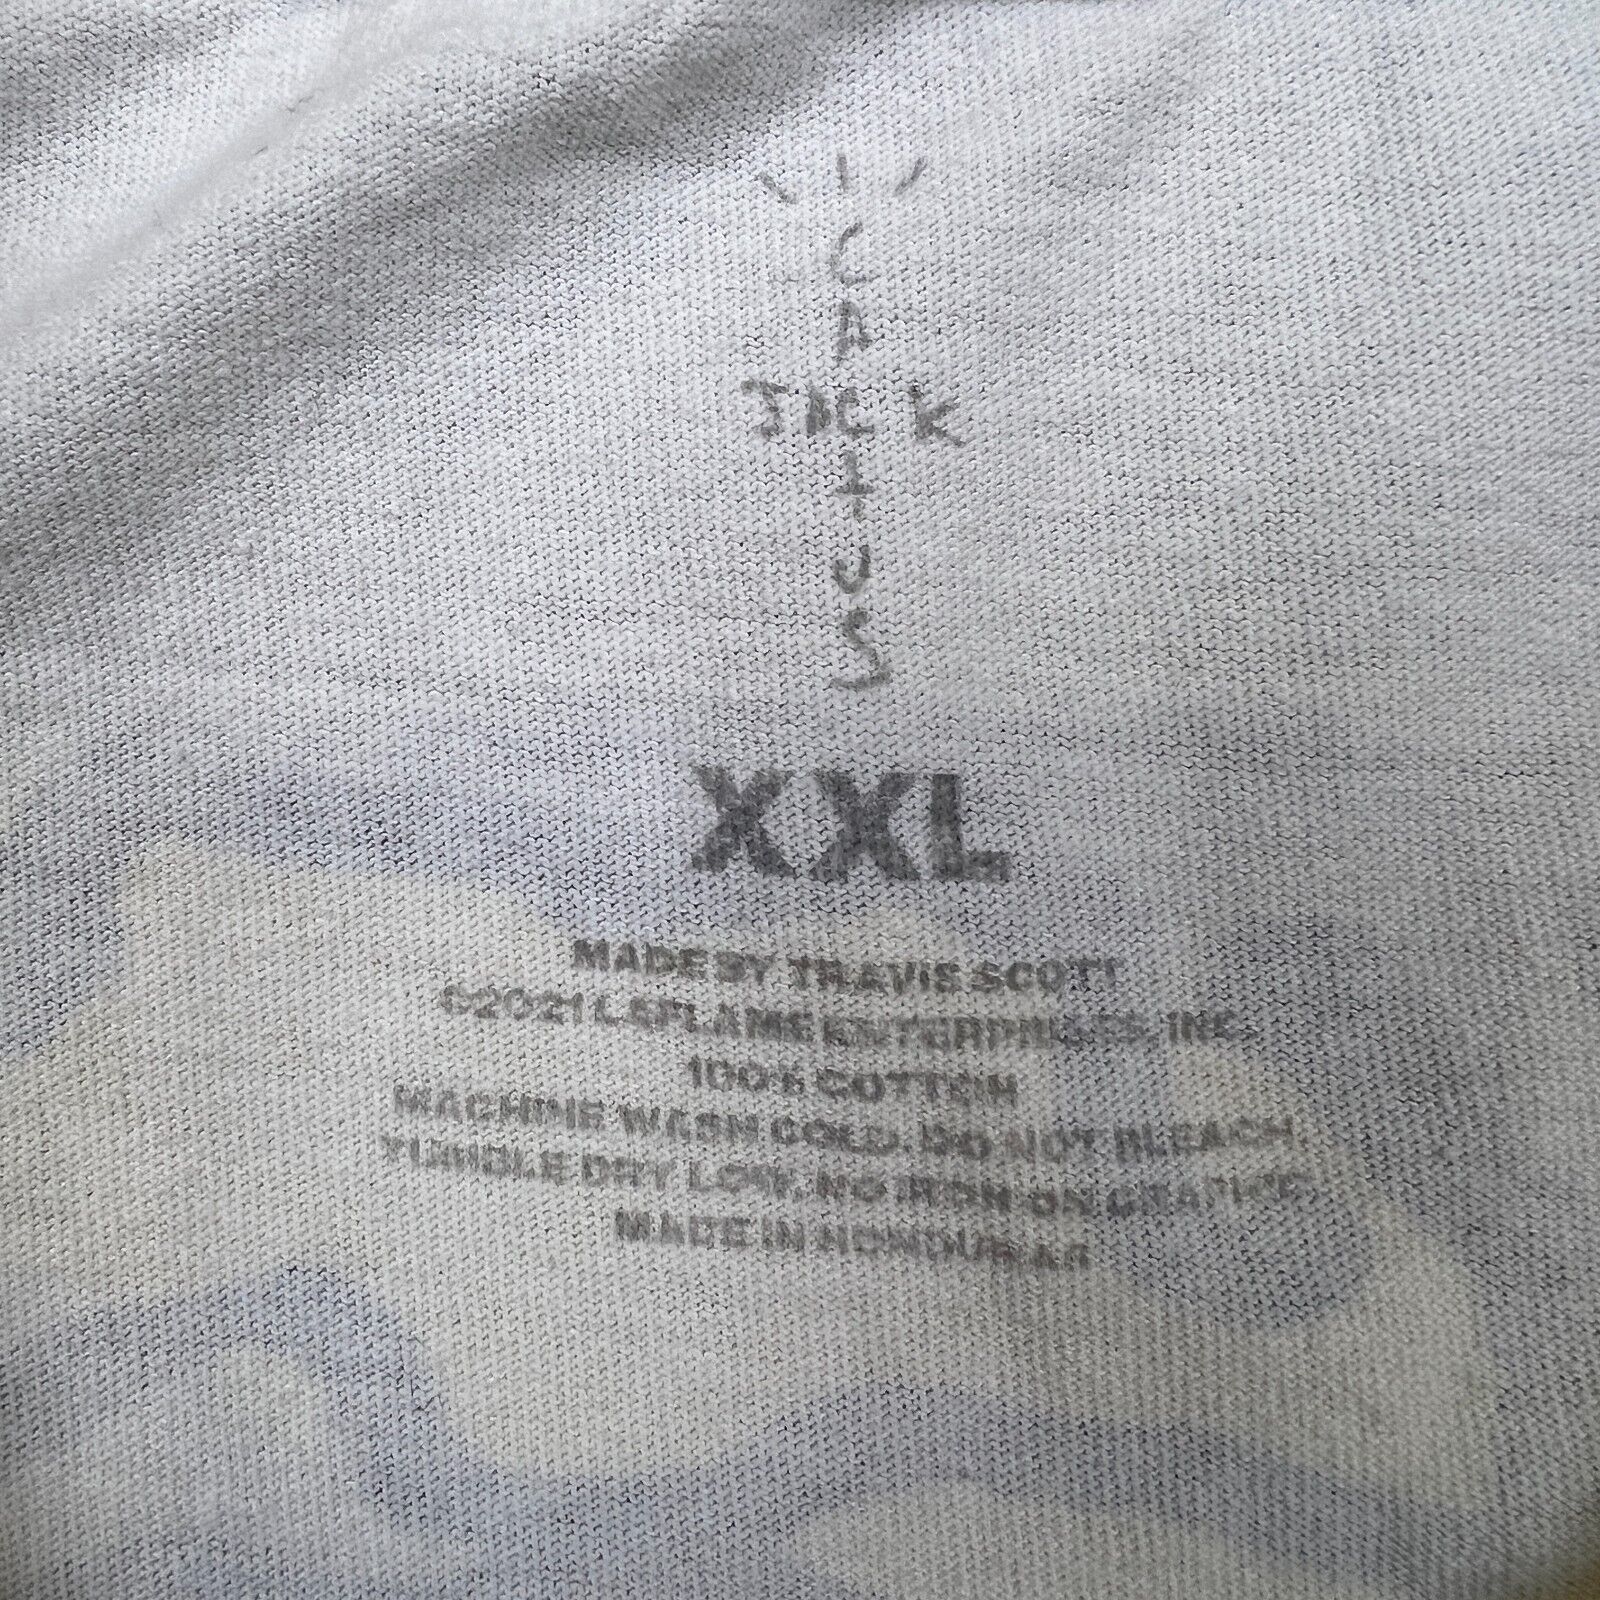 CACTUS
JACK
XXL
MADE BY TRAVIS SCOTT
©2021 LAFLAME ENTERPRISES, INC.
100% COTTON
MACHINE WASH COLD. DO NOT BLEACH.
TUMBLE DRY LOW. NO IRON ON GRAPHIC.
MADE IN HONDURAS